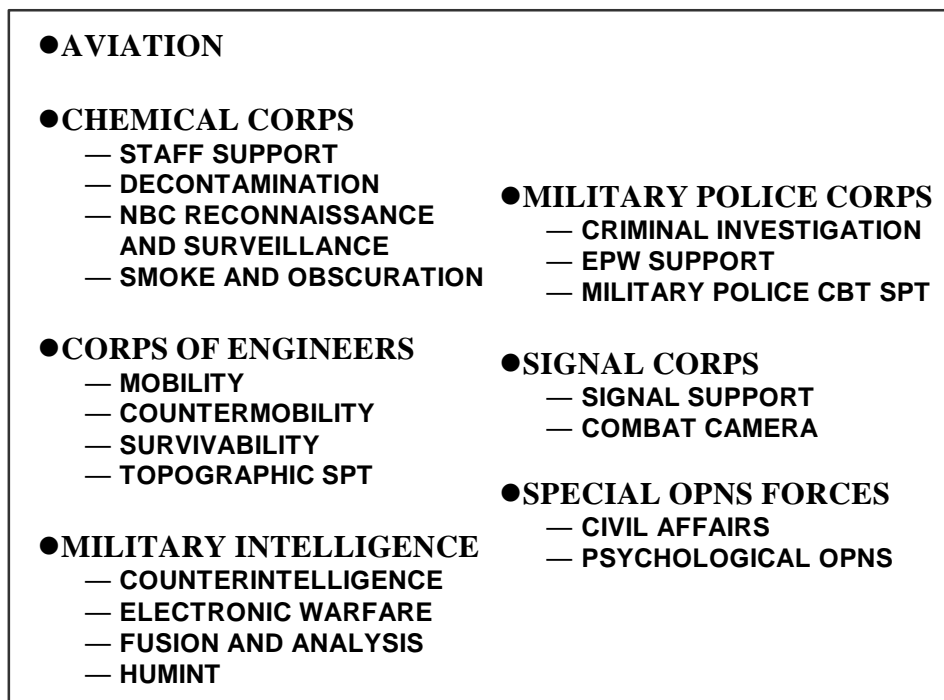 ●AVIATION
●CHEMICAL CORPS
— STAFF SUPPORT
— DECONTAMINATION
— NBC RECONNAISSANCE
AND SURVEILLANCE
— SMOKE AND OBSCURATION
●CORPS OF ENGINEERS
— MOBILITY
— COUNTERMOBILITY
— SURVIVABILITY
— TOPOGRAPHIC SPT
●MILITARY INTELLIGENCE
— COUNTERINTELLIGENCE
— ELECTRONIC WARFARE
— FUSION AND ANALYSIS
— HUMINT
●MILITARY POLICE CORPS
— CRIMINAL INVESTIGATION
— EPW SUPPORT
— MILITARY POLICE CBT SPT
●SIGNAL CORPS
— SIGNAL SUPPORT
— COMBAT CAMERA
●SPECIAL OPNS FORCES
— CIVIL AFFAIRS
— PSYCHOLOGICAL OPNS